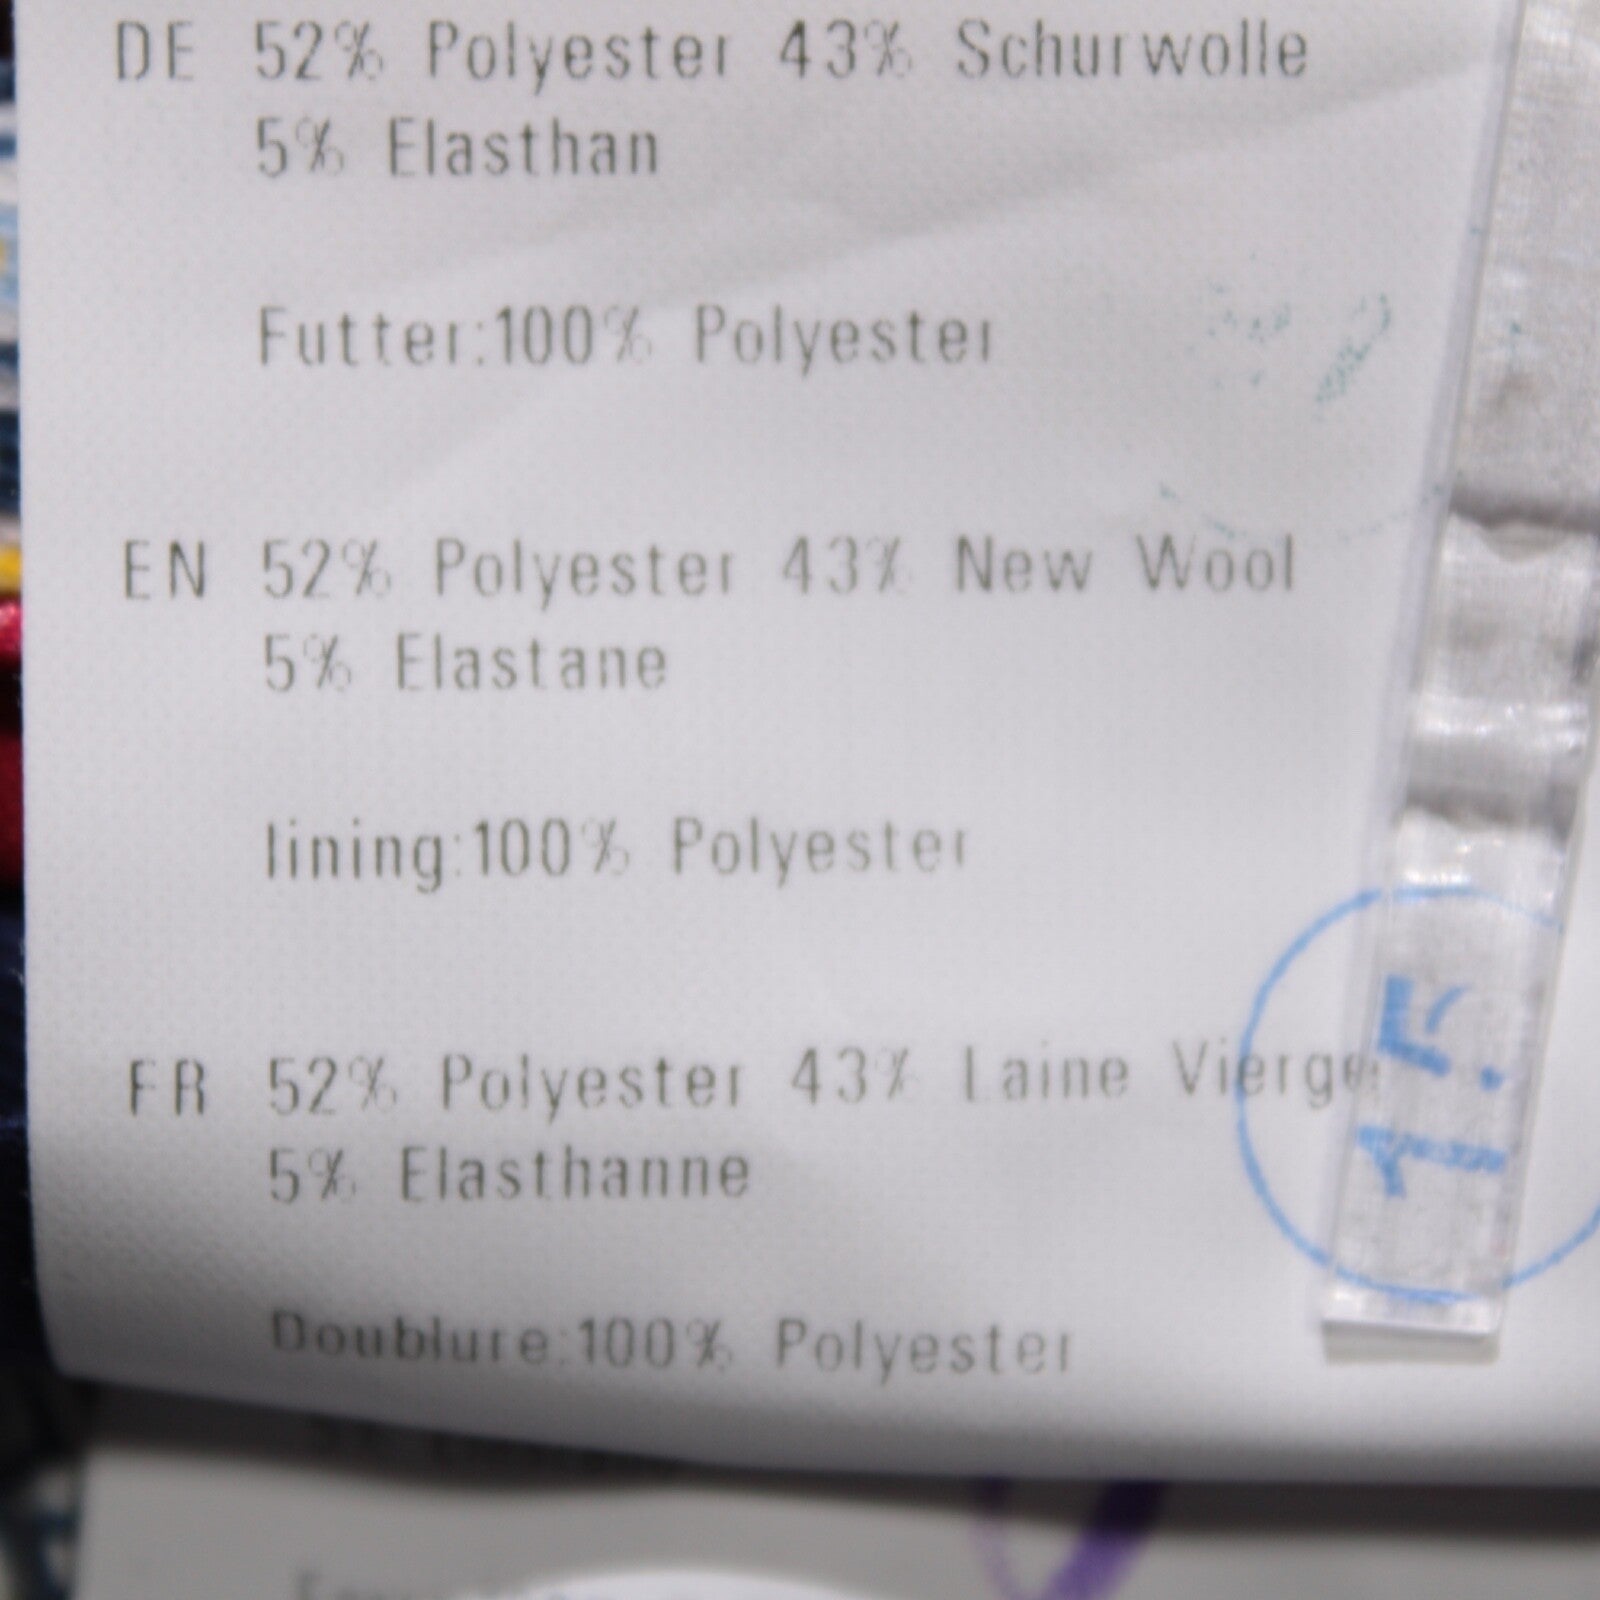 DE 52% Polyester 43% Schurwolle
5% Elasthan
Futter:100% Polyester
EN 52% Polyester 43% New Wool
5% Elastane
lining:100% Polyester
FR 52% Polyester 43% Laine Vierge
5% Elasthanne
Doublure:100% Polyester